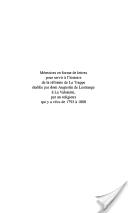 Mémoires en forme de lettres
pour servir à l'histoire
de la réforme de La Trappe
établie par dom Augustin de Lestrange
à La Valsainte,
par un religieux
qui y a vécu de 1793 à 1808